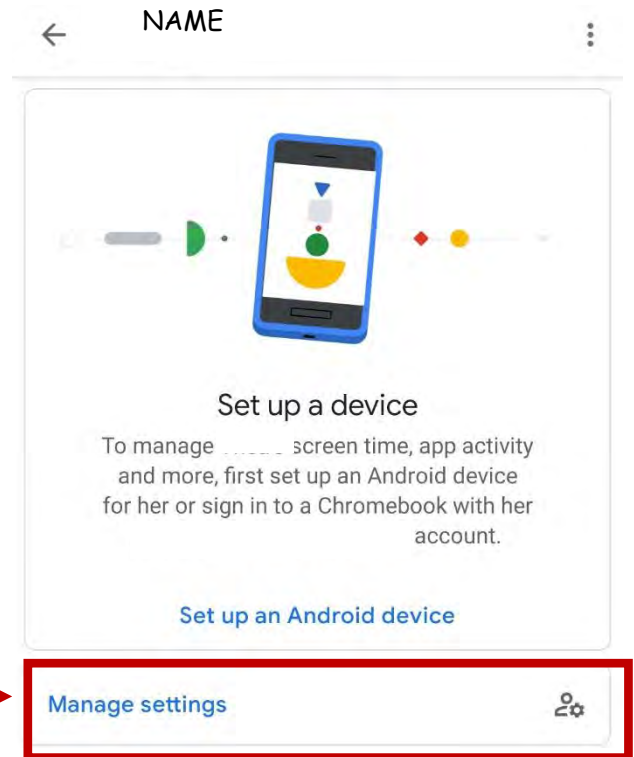 NAME
Set up a device
To manage screen time, app activity
and more, first set up an Android device
for her or sign in to a Chromebook with her
account.
Set up an Android device
Manage settings